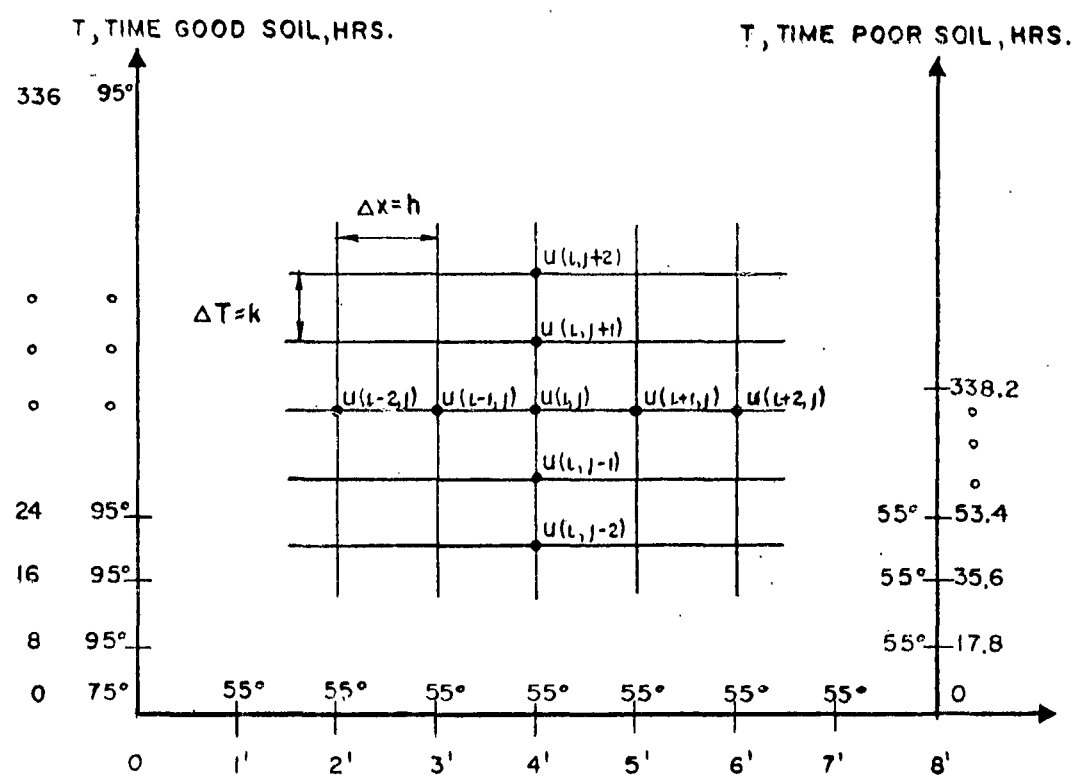 T, TIME GOOD SOIL, HRS.
T, TIME POOR SOIL, HRS.
336 95°
Δx=h
u(i,j+2)
ΔT=k
u(i,j+1)
u(i-2,j) u(i-1,j) u(i,j) u(i+1,j) u(i+2,j)
338.2
u(i,j-1)
24 95° 55° 53.4
u(i,j-2)
16 95° 55° 35.6
8 95° 55° 17.8
0 75° 55° 55° 55° 55° 55° 55° 55° 0
0 1' 2' 3' 4' 5' 6' 7' 8'